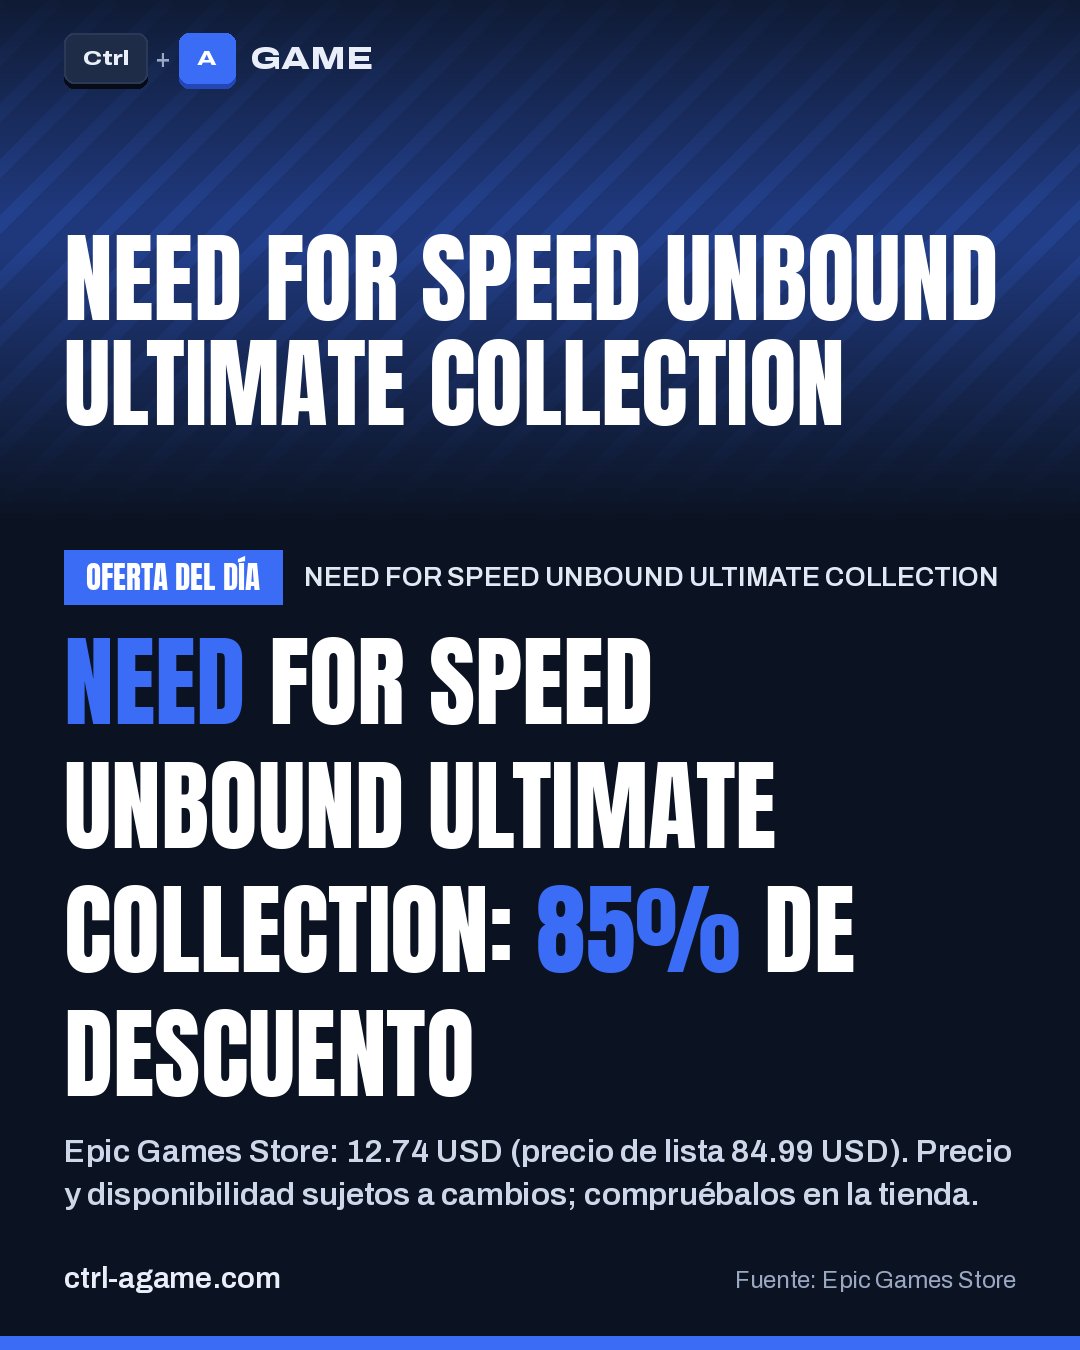 Ctrl + A GAME
NEED FOR SPEED UNBOUND
ULTIMATE COLLECTION
OFERTA DEL DÍA NEED FOR SPEED UNBOUND ULTIMATE COLLECTION
NEED FOR SPEED
UNBOUND ULTIMATE
COLLECTION: 85% DE
DESCUENTO
Epic Games Store: 12.74 USD (precio de lista 84.99 USD). Precio
y disponibilidad sujetos a cambios; compruébalos en la tienda.
ctrl-agame.com Fuente: Epic Games Store